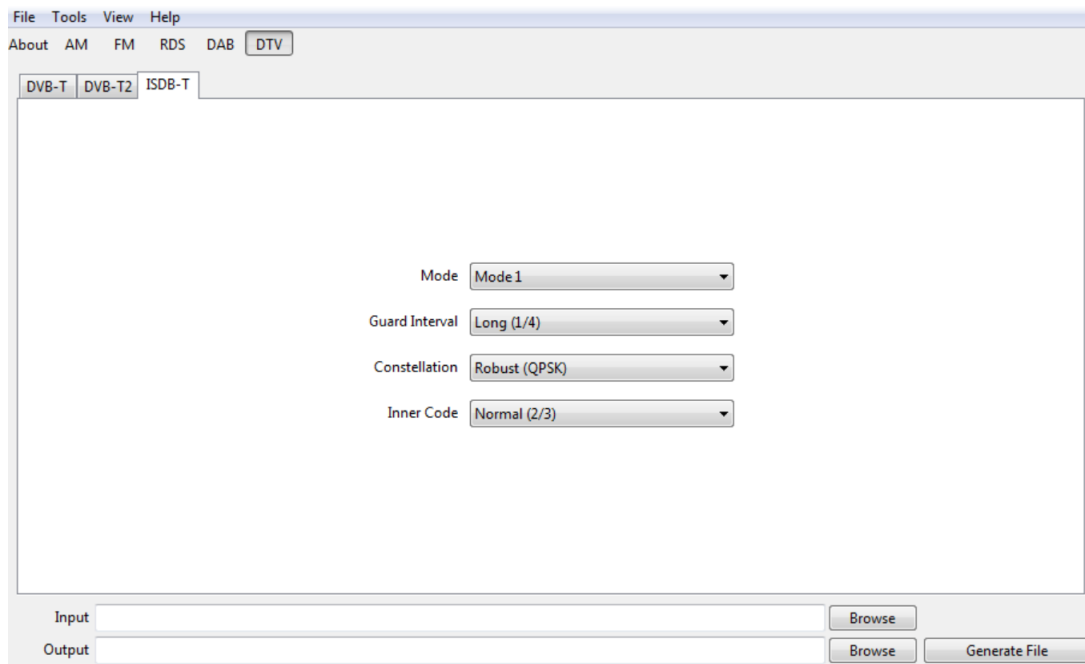 File Tools View Help
About AM FM RDS DAB DTV
DVB-T DVB-T2 ISDB-T
Mode Mode 1
Guard Interval Long (1/4)
Constellation Robust (QPSK)
Inner Code Normal (2/3)
Input Browse
Output Browse Generate File